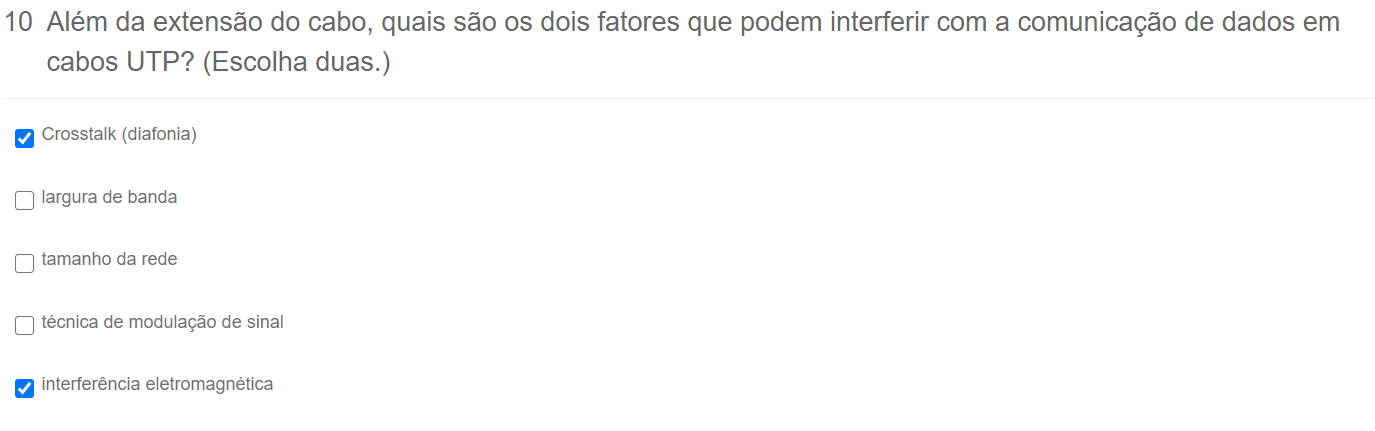 10 Além da extensão do cabo, quais são os dois fatores que podem interferir com a comunicação de dados em
cabos UTP? (Escolha duas.)
Crosstalk (diafonia)
largura de banda
tamanho da rede
técnica de modulação de sinal
interferência eletromagnética